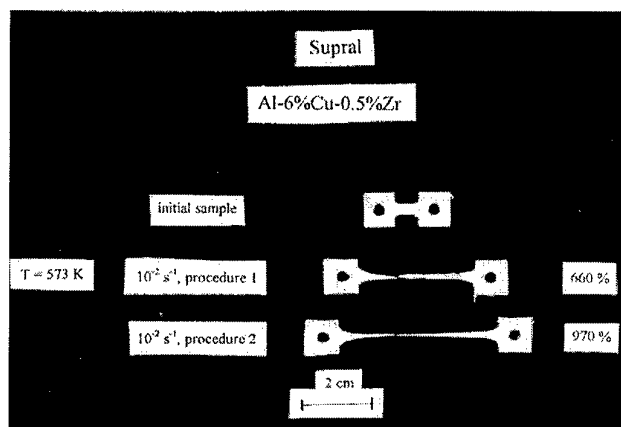 Supral
Al-6%Cu-0.5%Zr
initial sample
T = 573 K
10⁻² s⁻¹, procedure 1
660 %
10⁻² s⁻¹, procedure 2
970 %
2 cm